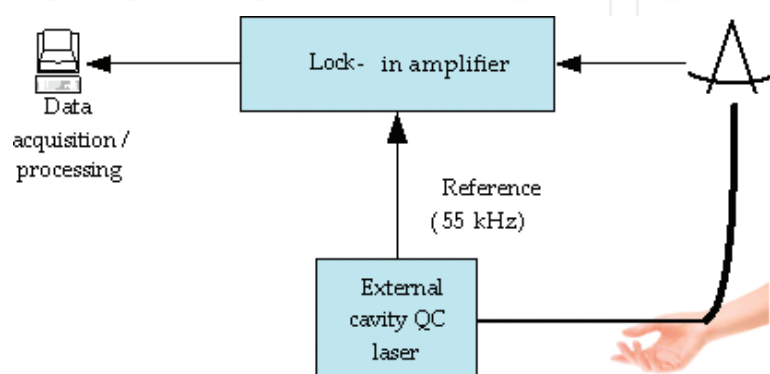 Lock- in amplifier
Data
acquisition /
processing
Reference
(55 kHz)
External
cavity QC
laser